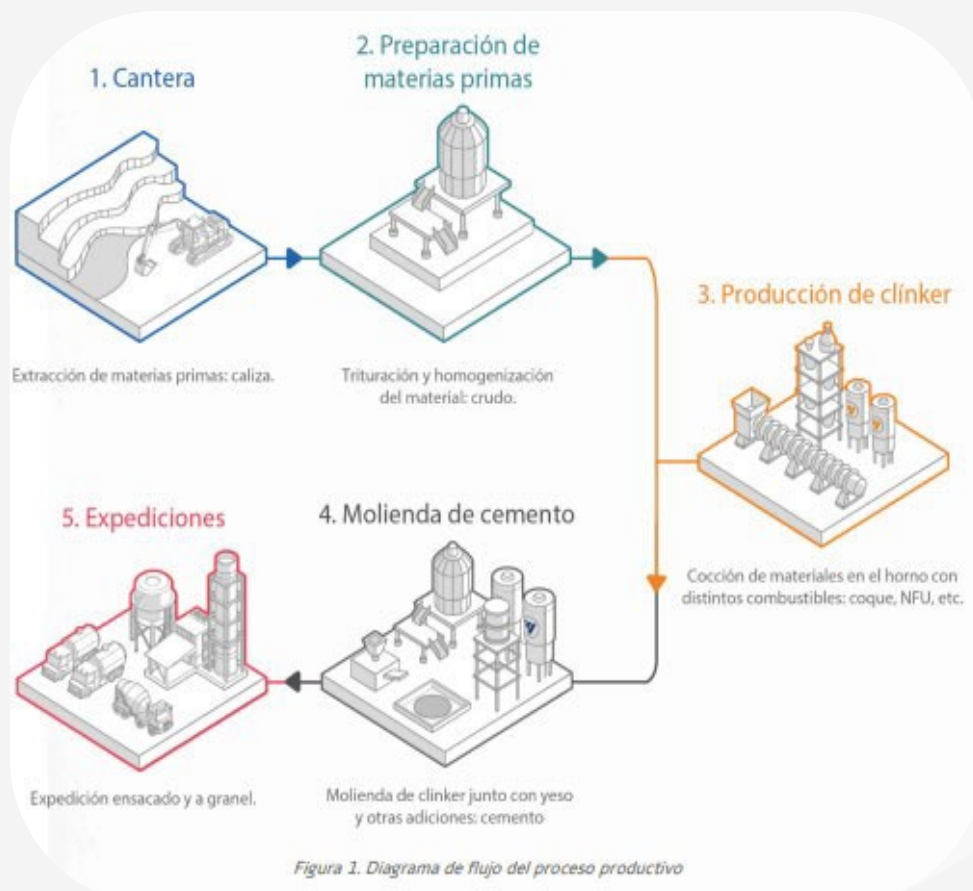 1. Cantera
2. Preparación de
materias primas
Extracción de materias primas: caliza.
Trituración y homogenización
del material: crudo.
3. Producción de clínker
Cocción de materiales en el horno con
distintos combustibles: coque, NFU, etc.
4. Molienda de cemento
Molienda de clinker junto con yeso
y otras adiciones: cemento
5. Expediciones
Expedición ensacado y a granel.
Figura 1. Diagrama de flujo del proceso productivo